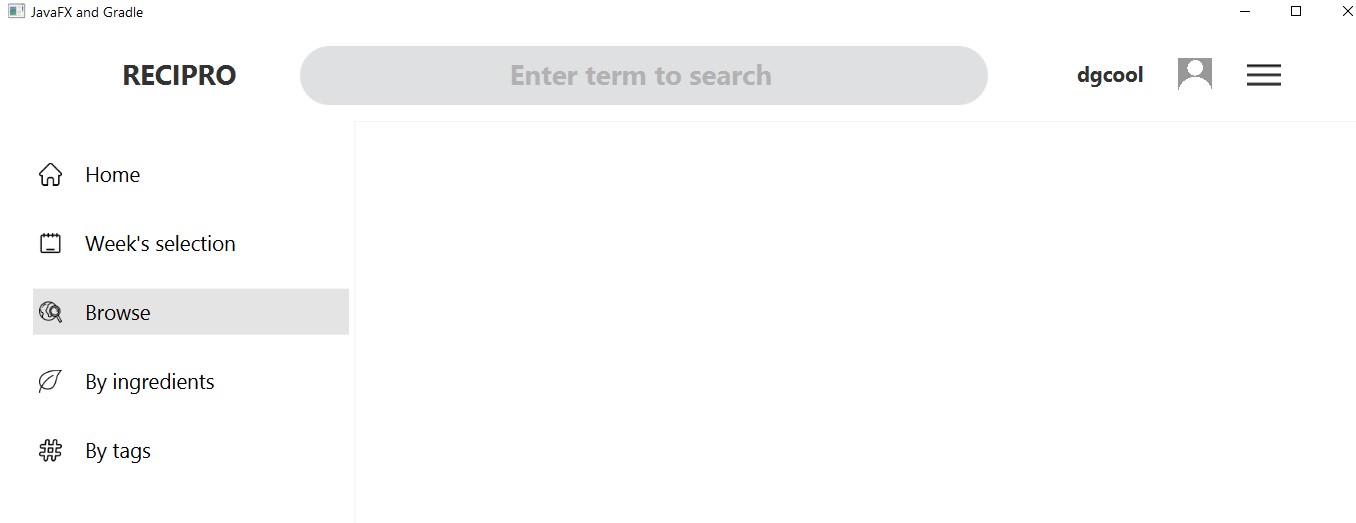 JavaFX and Gradle
RECIPRO
Enter term to search
dgcool
Home
Week's selection
Browse
By ingredients
By tags